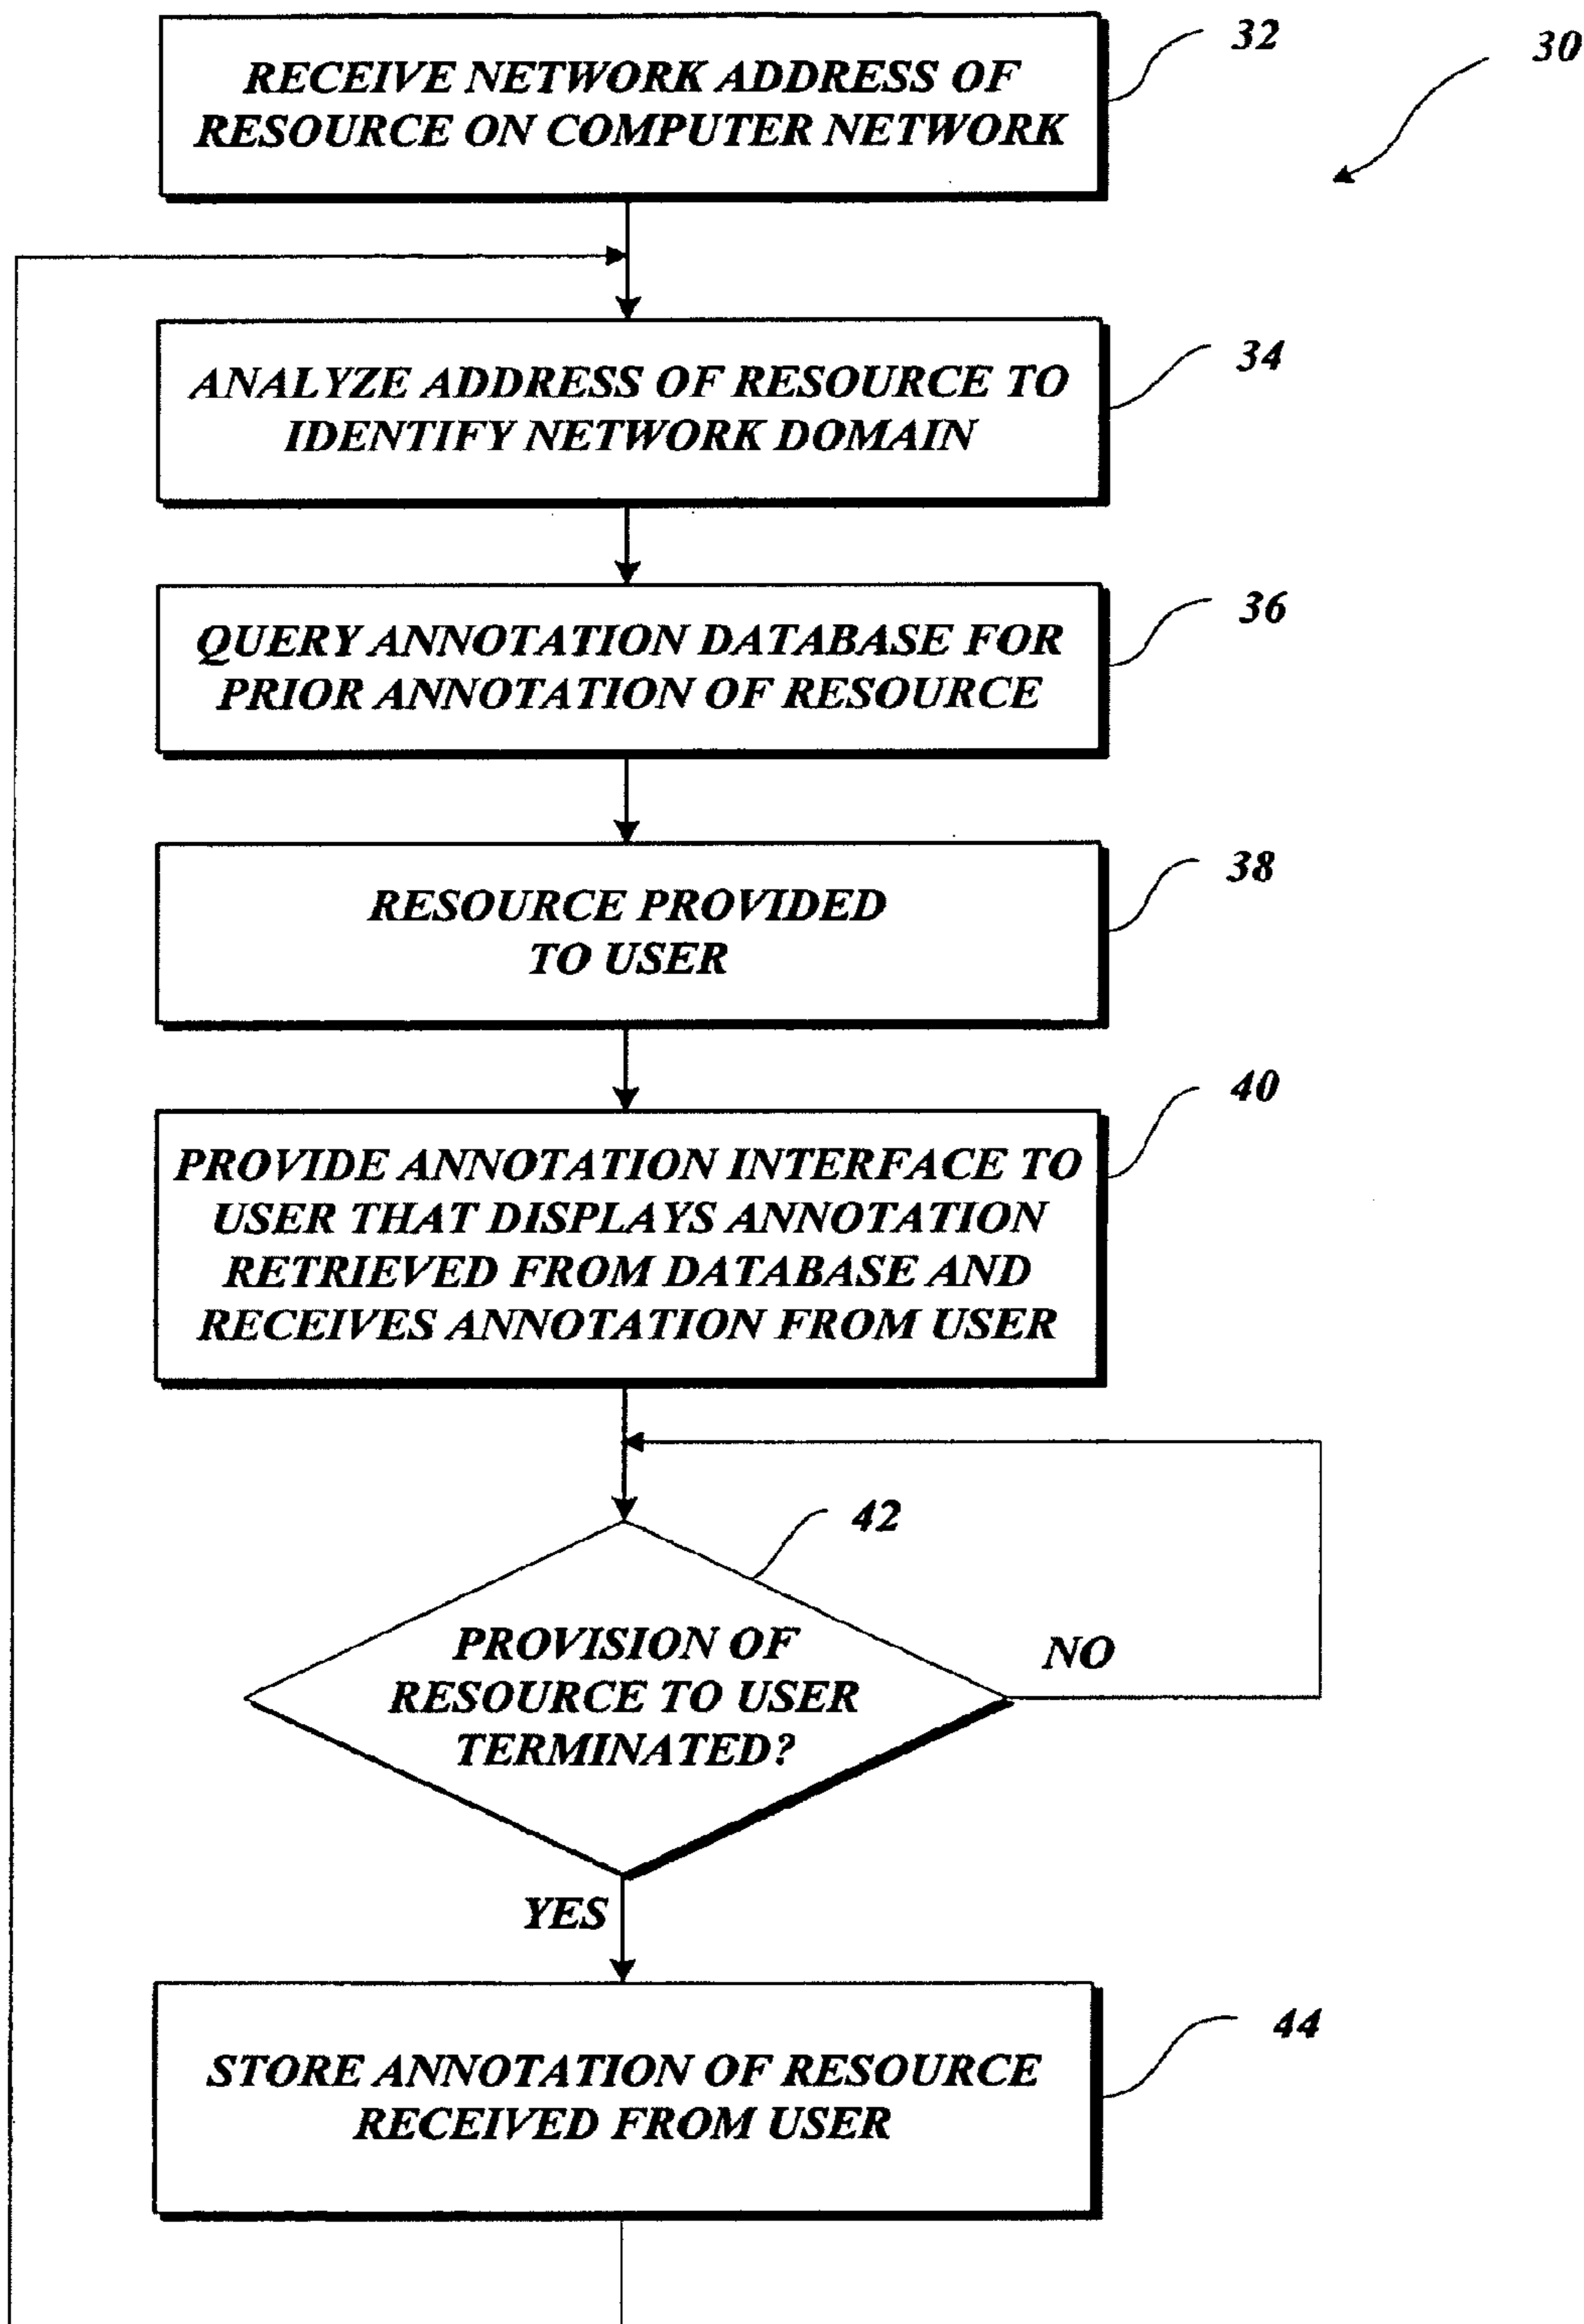 32
30
RECEIVE NETWORK ADDRESS OF
RESOURCE ON COMPUTER NETWORK
34
ANALYZE ADDRESS OF RESOURCE TO
IDENTIFY NETWORK DOMAIN
36
QUERY ANNOTATION DATABASE FOR
PRIOR ANNOTATION OF RESOURCE
38
RESOURCE PROVIDED
TO USER
40
PROVIDE ANNOTATION INTERFACE TO
USER THAT DISPLAYS ANNOTATION
RETRIEVED FROM DATABASE AND
RECEIVES ANNOTATION FROM USER
42
PROVISION OF
RESOURCE TO USER
TERMINATED?
NO
YES
44
STORE ANNOTATION OF RESOURCE
RECEIVED FROM USER